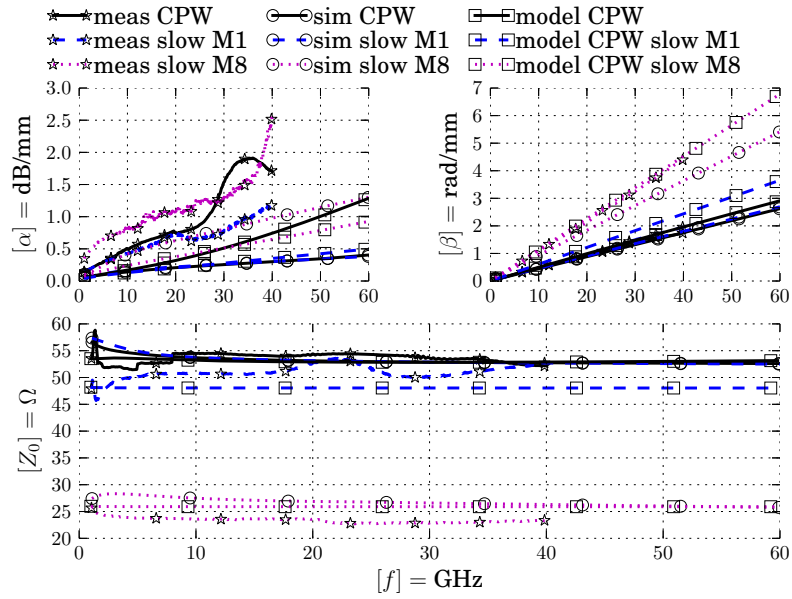 meas CPW sim CPW model CPW
meas slow M1 sim slow M1 model CPW slow M1
meas slow M8 sim slow M8 model CPW slow M8
3.0
2.5
2.0
1.5
1.0
0.5
0.0
0 10 20 30 40 50 60
[α] = dB/mm
7
6
5
4
3
2
1
0
0 10 20 30 40 50 60
[β] = rad/mm
60
55
50
45
40
35
30
25
20
0 10 20 30 40 50 60
[Z₀] = Ω
[f] = GHz